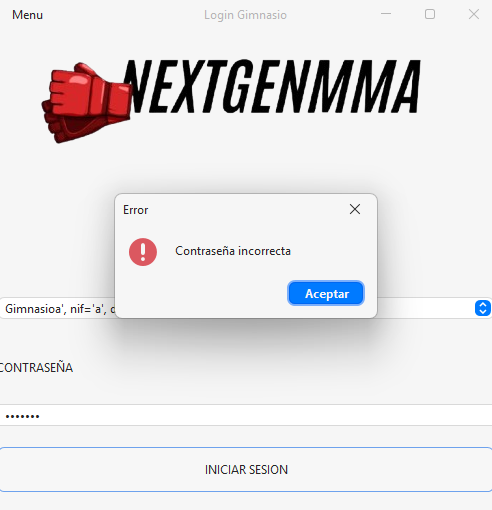 Menu
Login Gimnasio
NEXTGENMMA
Error
Contraseña incorrecta
Aceptar
Gimnasioa', nif='a',
CONTRASEÑA
•••••••
INICIAR SESION